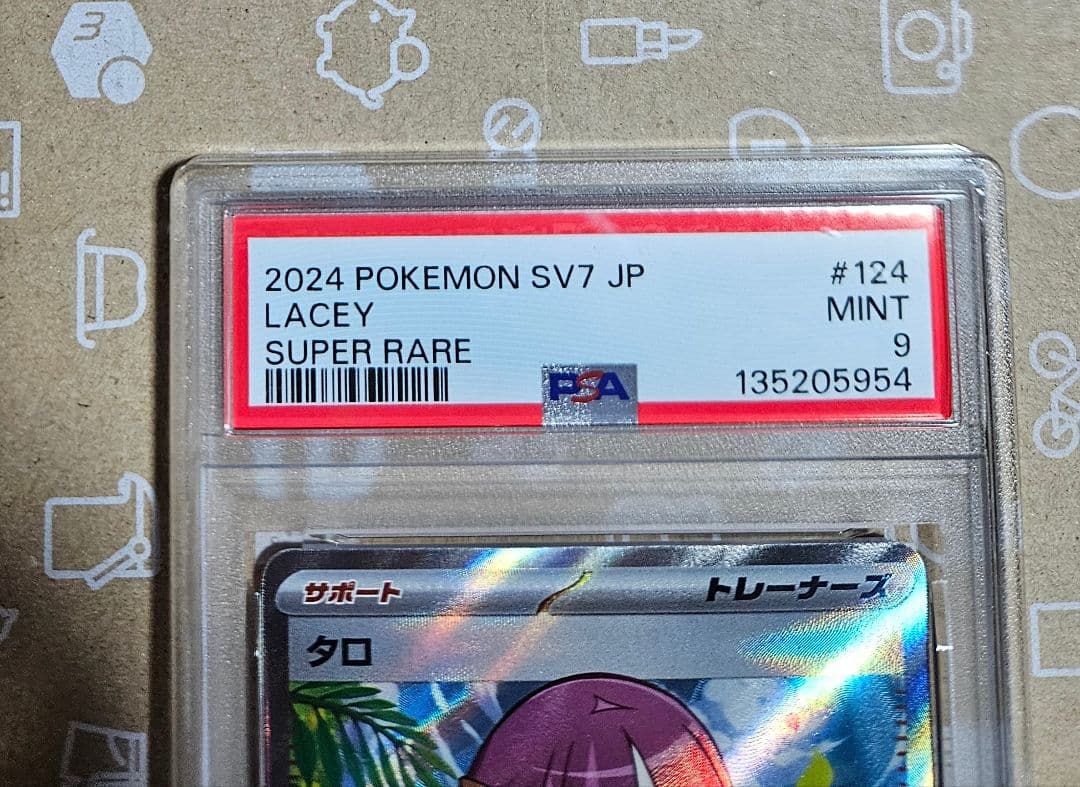 2024 POKEMON SV7 JP #124
LACEY MINT
SUPER RARE 9
PSA 135205954
サポート トレーナーズ
タロ